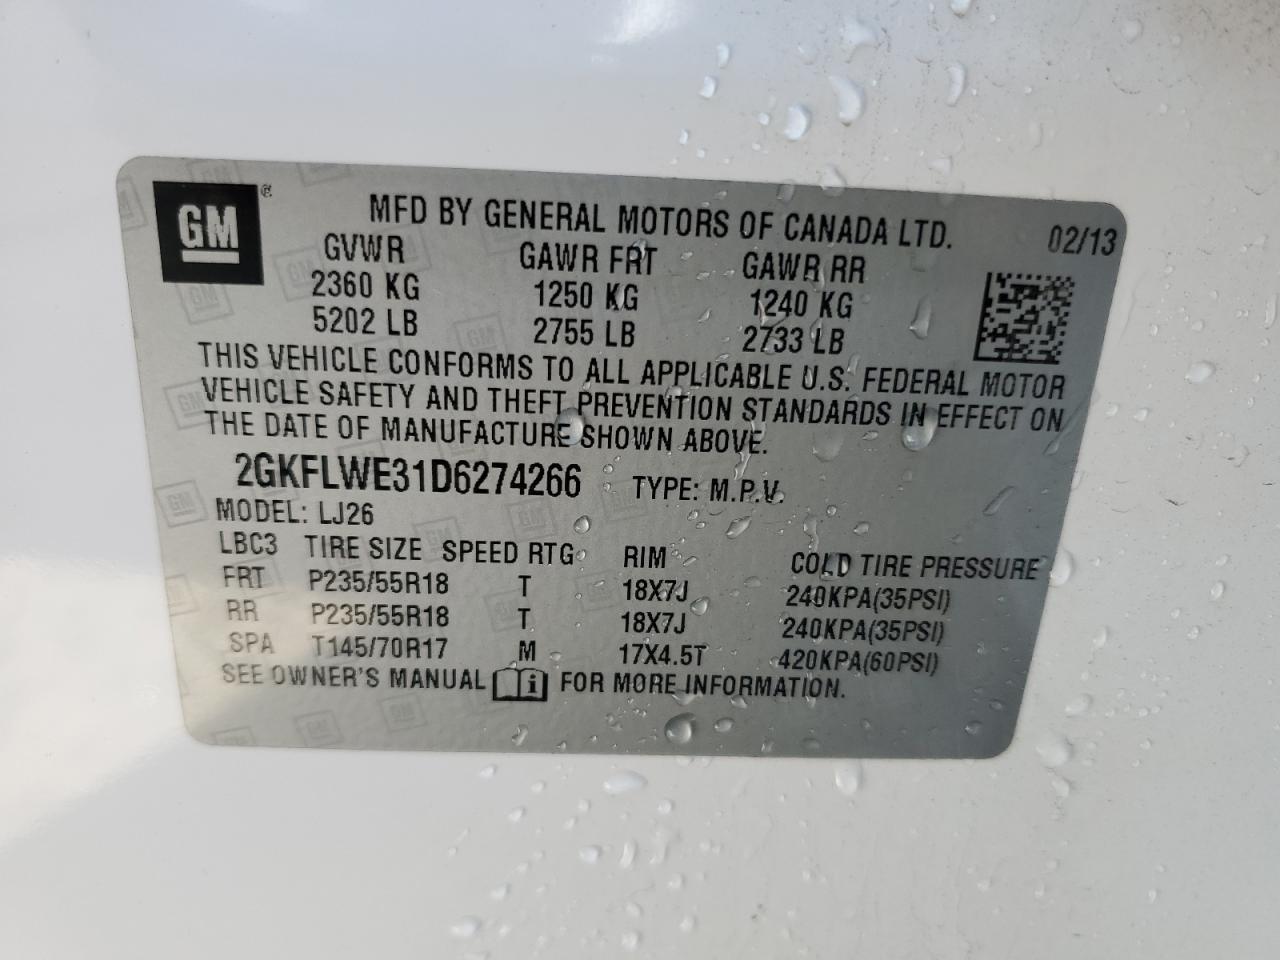 GM
MFD BY GENERAL MOTORS OF CANADA LTD. 02/13
GVWR GAWR FRT GAWR RR
2360 KG 1250 KG 1240 KG
5202 LB 2755 LB 2733 LB
THIS VEHICLE CONFORMS TO ALL APPLICABLE U.S. FEDERAL MOTOR
VEHICLE SAFETY AND THEFT PREVENTION STANDARDS IN EFFECT ON
THE DATE OF MANUFACTURE SHOWN ABOVE.
2GKFLWE31D6274266 TYPE: M.P.V.
MODEL: LJ26
LBC3 TIRE SIZE SPEED RTG RIM COLD TIRE PRESSURE
FRT P235/55R18 T 18X7J 240KPA(35PSI)
RR P235/55R18 T 18X7J 240KPA(35PSI)
SPA T145/70R17 M 17X4.5T 420KPA(60PSI)
SEE OWNER'S MANUAL i FOR MORE INFORMATION.